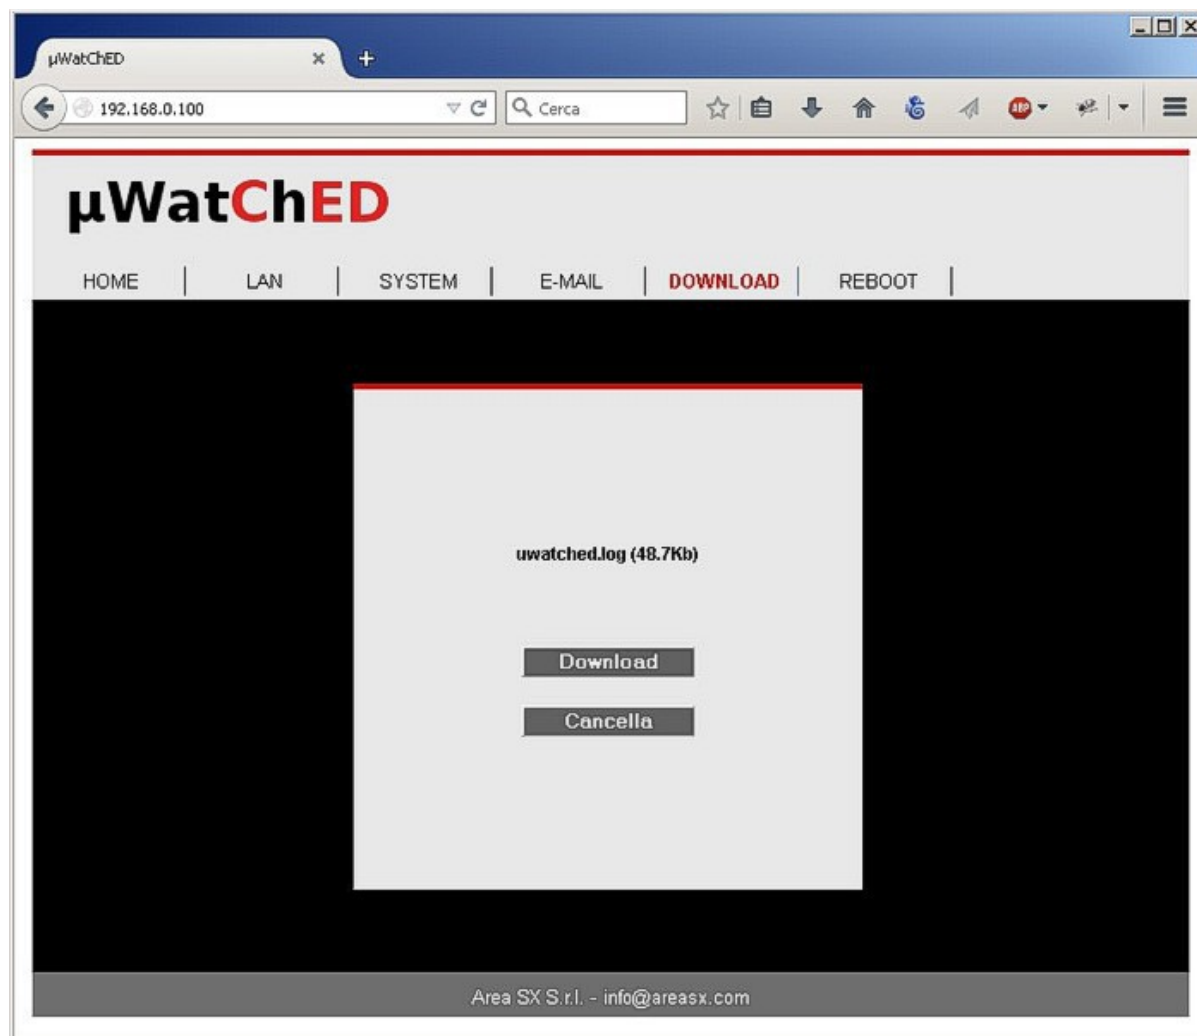 µWatChED
192.168.0.100
Cerca
ABP
µWatChED
HOME LAN SYSTEM E-MAIL DOWNLOAD REBOOT
uwatched.log (48.7Kb)
Download
Cancella
Area SX S.r.l. - info@areasx.com